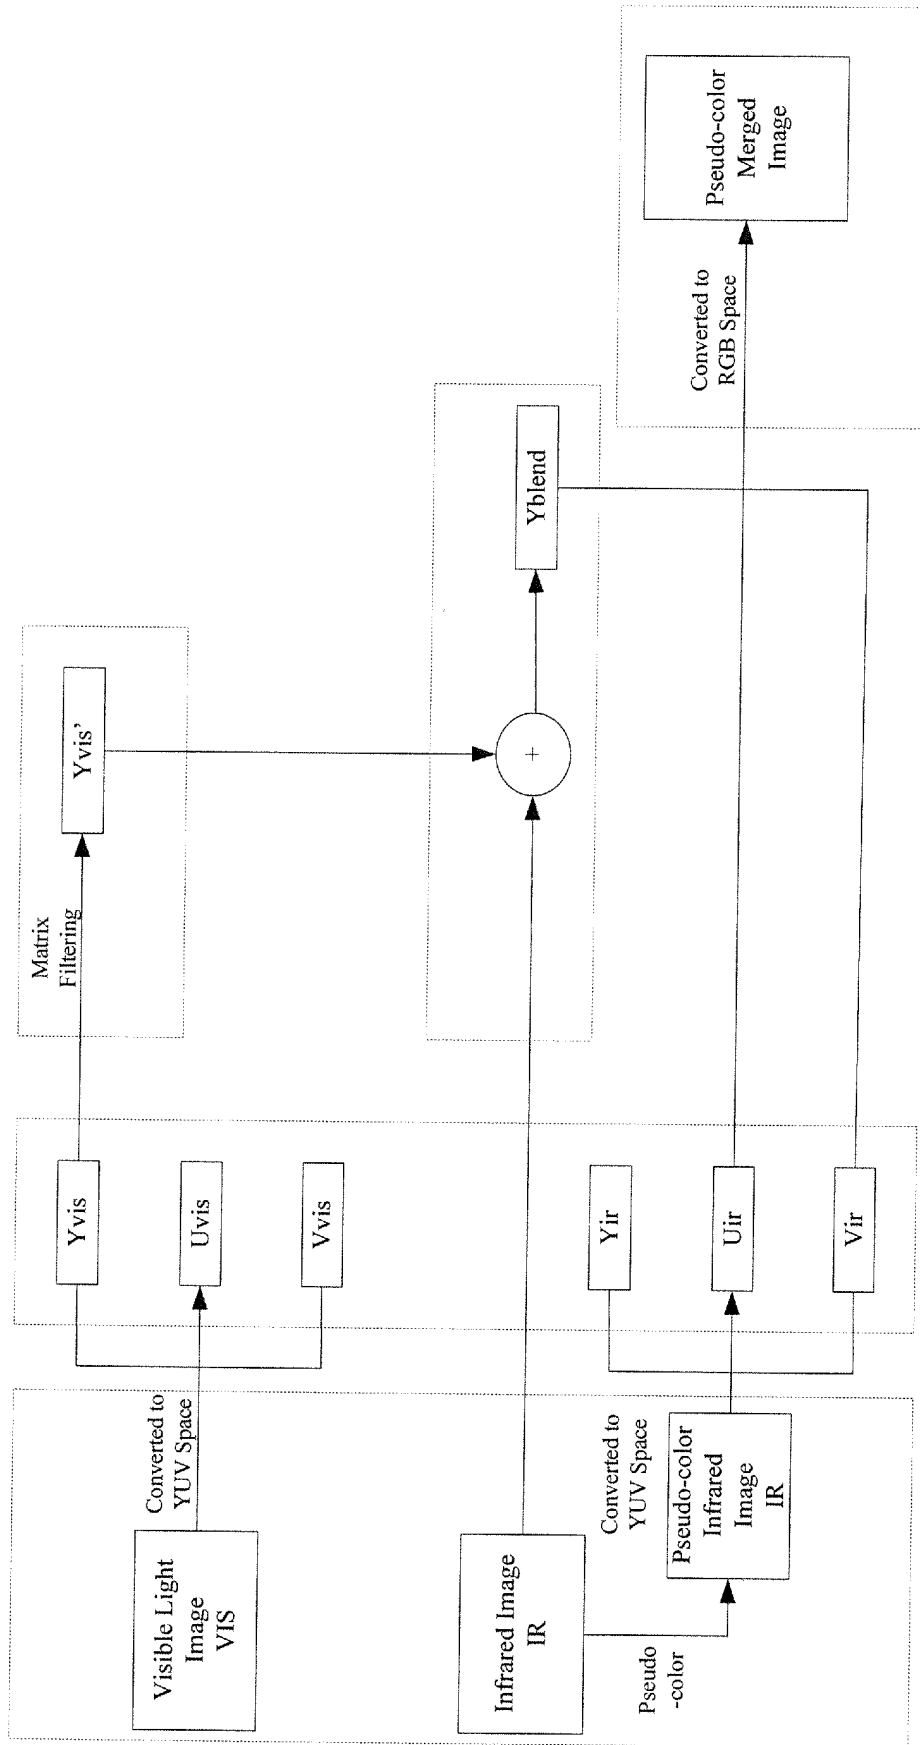 Visible Light
Image
VIS
Converted to
YUV Space
Yvis
Uvis
Vvis
Matrix
Filtering
Yvis’
Infrared Image
IR
+
Yblend
Pseudo
-color
Pseudo-color
Infrared
Image
IR
Converted to
YUV Space
Yir
Uir
Vir
Converted to
RGB Space
Pseudo-color
Merged
Image